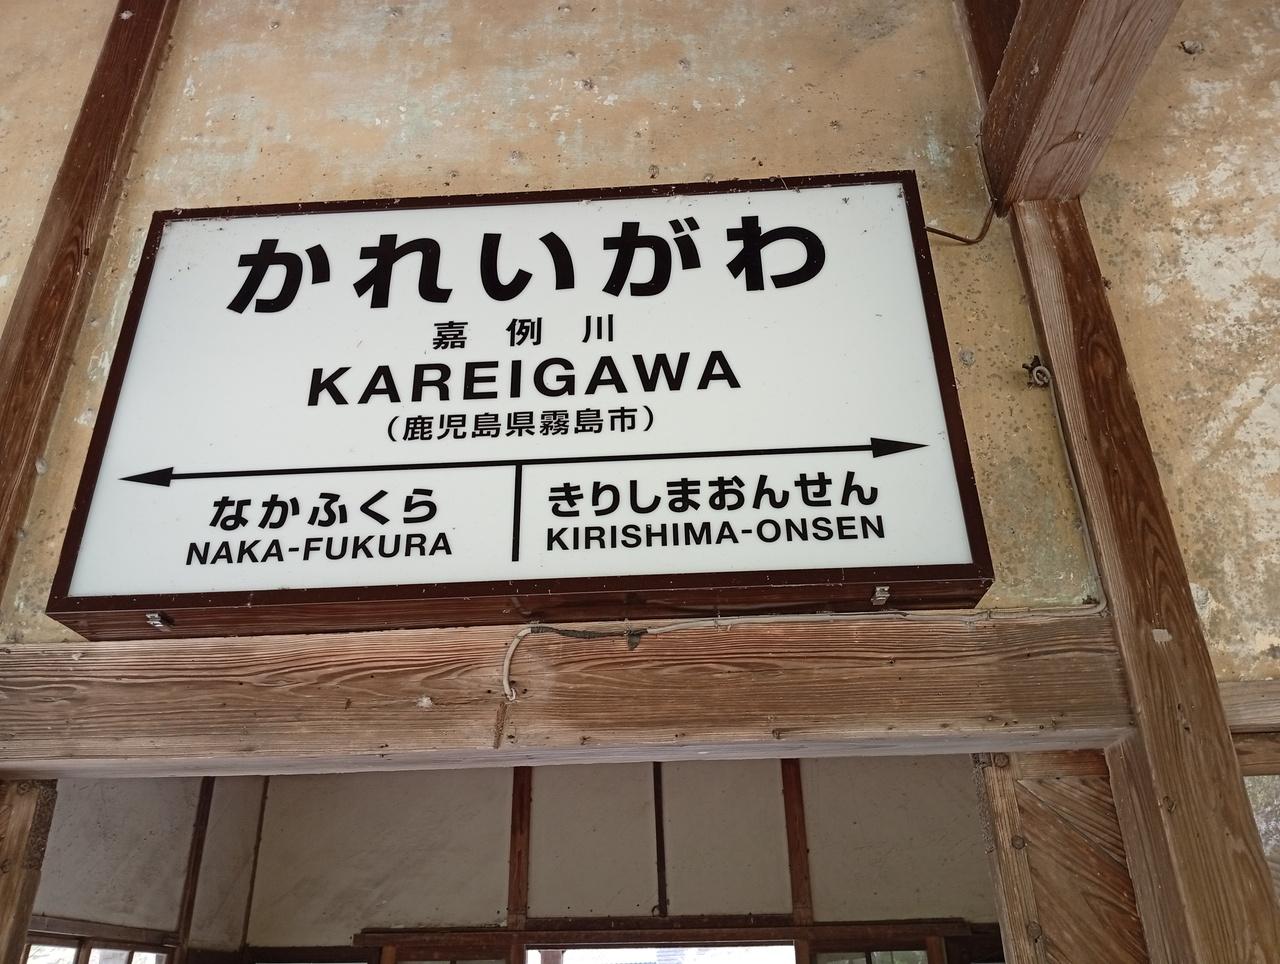 かれいがわ
嘉例川
KAREIGAWA
（鹿児島県霧島市）
なかふくら
NAKA-FUKURA
きりしまおんせん
KIRISHIMA-ONSEN